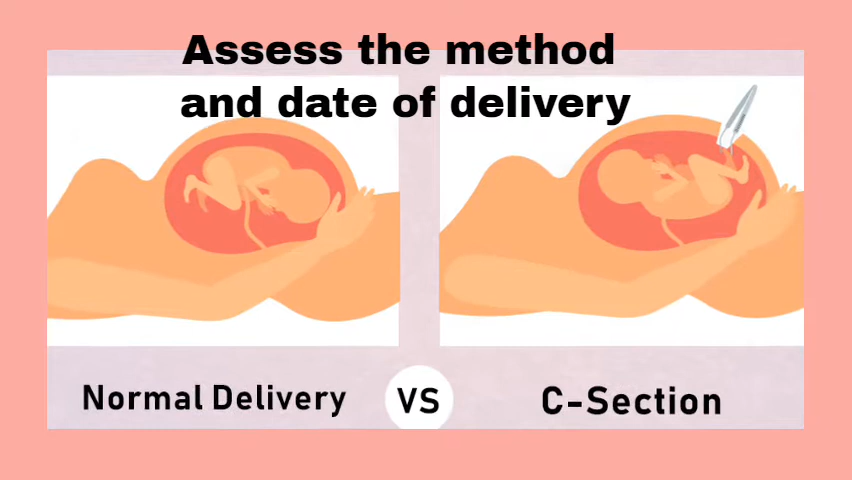 Assess the method
and date of delivery
Normal Delivery
VS
C-Section